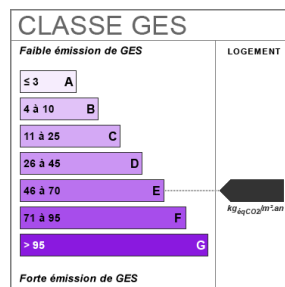 CLASSE GES
Faible émission de GES
LOGEMENT
≤ 3 A
4 à 10 B
11 à 25 C
26 à 45 D
46 à 70 E
kgéqCO2/m².an
71 à 95 F
> 95 G
Forte émission de GES